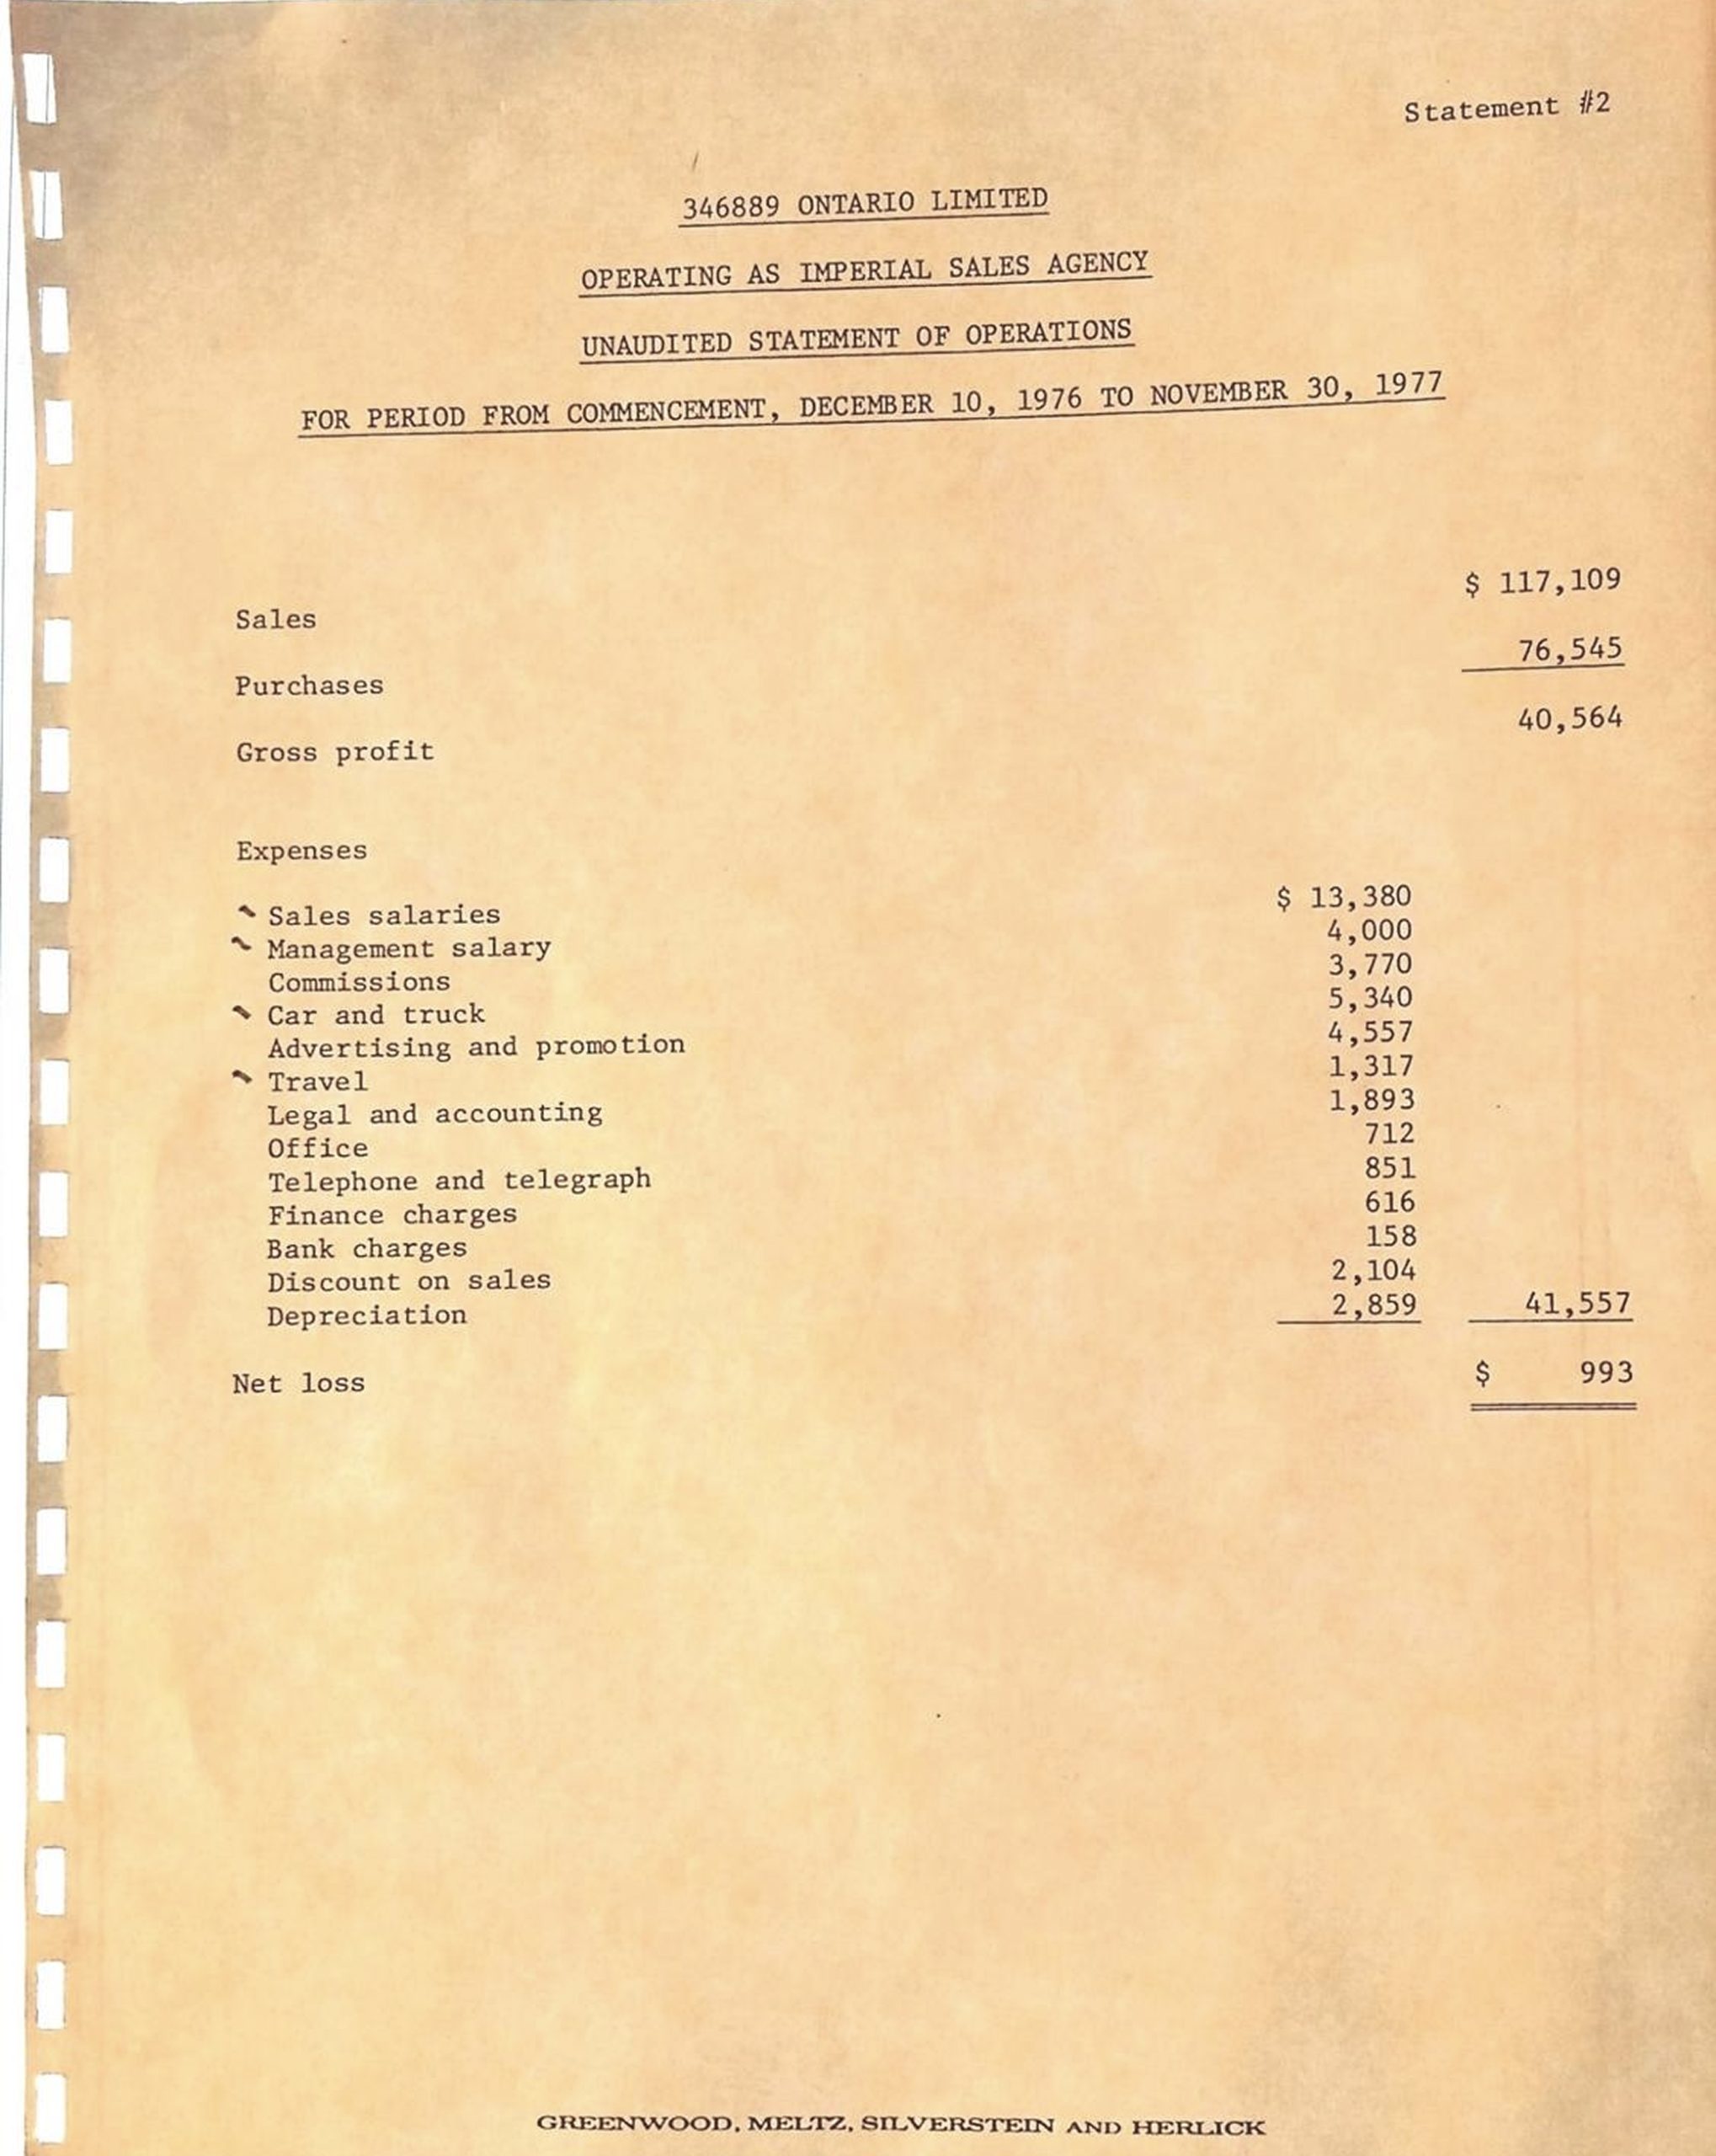 Statement #2
346889 ONTARIO LIMITED
OPERATING AS IMPERIAL SALES AGENCY
UNAUDITED STATEMENT OF OPERATIONS
FOR PERIOD FROM COMMENCEMENT, DECEMBER 10, 1976 TO NOVEMBER 30, 1977
Sales $ 117,109
Purchases 76,545
Gross profit 40,564
Expenses
Sales salaries $ 13,380
Management salary 4,000
Commissions 3,770
Car and truck 5,340
Advertising and promotion 4,557
Travel 1,317
Legal and accounting 1,893
Office 712
Telephone and telegraph 851
Finance charges 616
Bank charges 158
Discount on sales 2,104
Depreciation 2,859 41,557
Net loss $ 993
GREENWOOD, MELTZ, SILVERSTEIN AND HERLICK